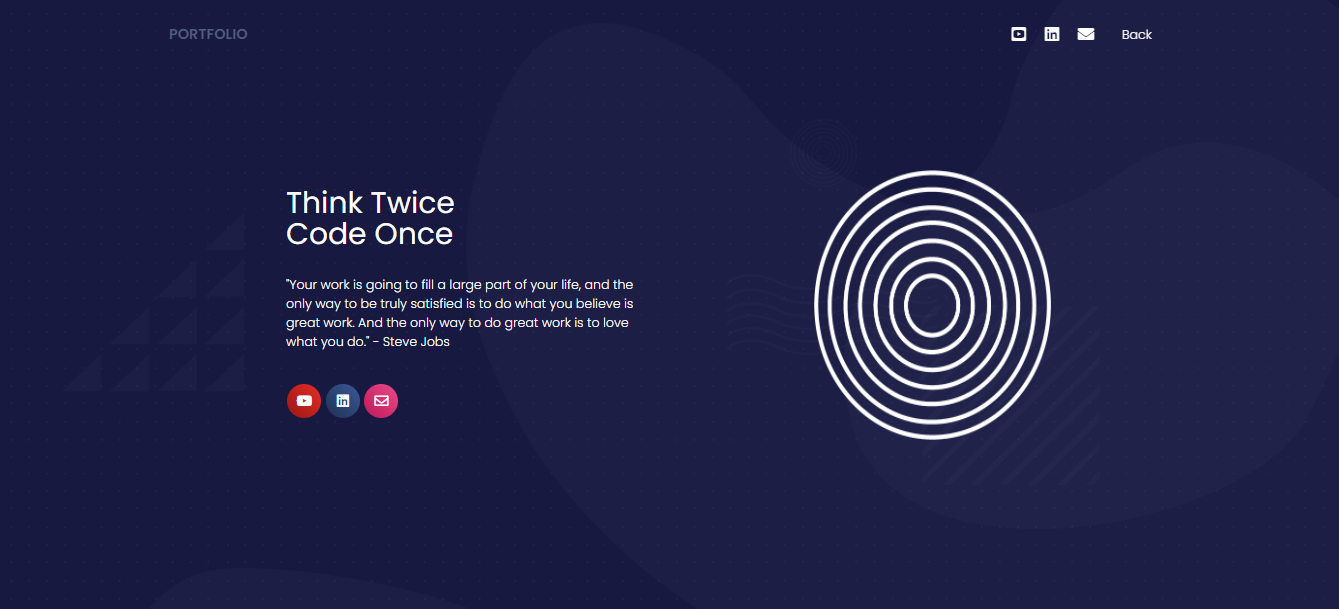 PORTFOLIO
Back
Think Twice
Code Once
"Your work is going to fill a large part of your life, and the
only way to be truly satisfied is to do what you believe is
great work. And the only way to do great work is to love
what you do." - Steve Jobs